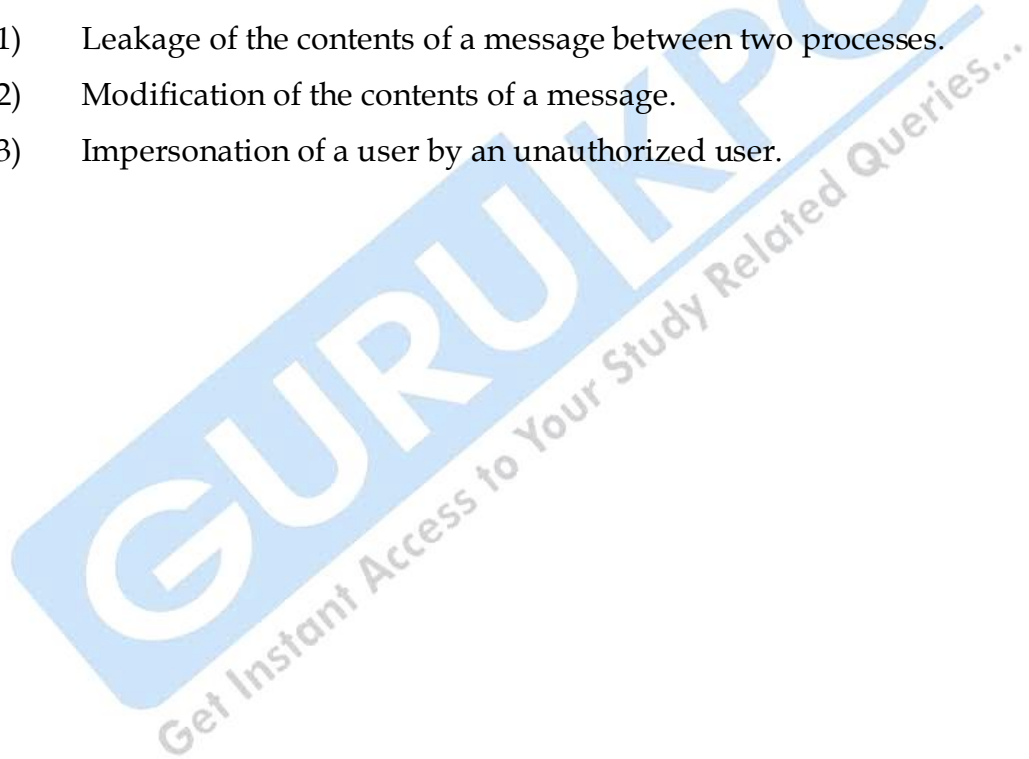 1) Leakage of the contents of a message between two processes.
2) Modification of the contents of a message.
3) Impersonation of a user by an unauthorized user.
GURUKPO
Get Instant Access to Your Study Related Queries...